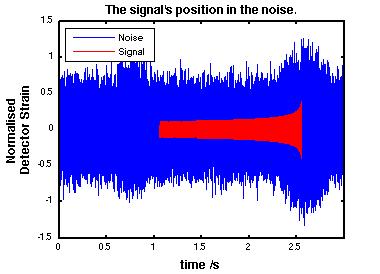 The signal's position in the noise.
Noise
Signal
Normalised
Detector Strain
1.5
1
0.5
0
-0.5
-1
-1.5
0 0.5 1 1.5 2 2.5
time /s